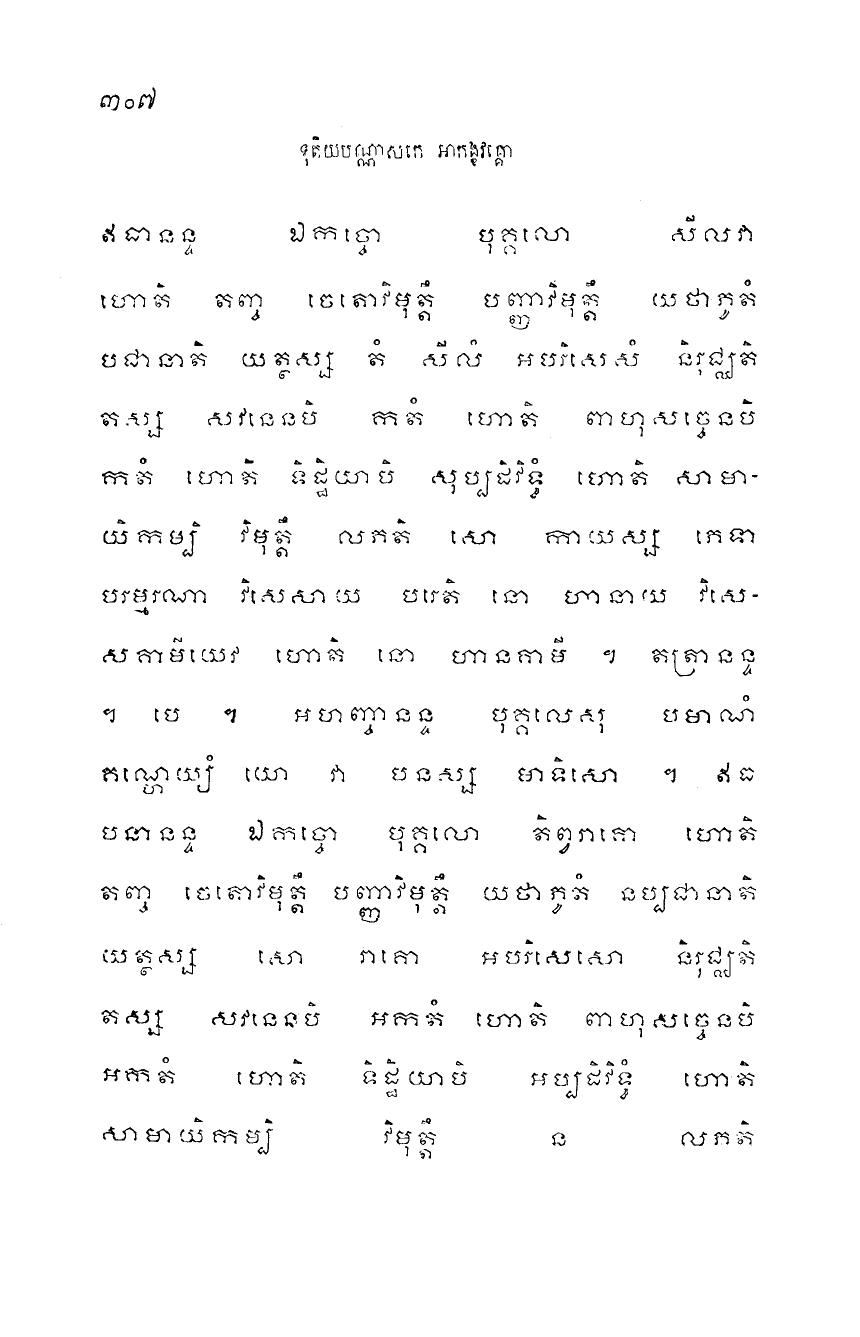 ៣០៧
ទុតិយបណ្ណាសកេ អាកង្ខវគ្គោ
ឥធានន្ទ ឯកច្ចោ បុគ្គលោ សីលវា
ហោតិ តញ្ច ចេតោវិមុត្តឹ បញ្ញាវិមុត្តឹ យថាភូតំ
បជានាតិ យត្ថស្ស តំ សីលំ អបរិសេសំ និរុជ្ឈតិ
តស្ស សវនេនបិ កតំ ហោតិ ពាហុសច្ចេនបិ
កតំ ហោតិ ទិដ្ឋិយាបិ សុប្បដិវិទ្ធំ ហោតិ សាមា-
យិកម្បិ វិមុត្តឹ លភតិ សោ កាយស្ស ភេទា
បរម្មរណា វិសេសាយ បរេតិ នោ ហានាយ វិសេ-
សគាមីយេវ ហោតិ នោ ហានគាមី ។ តត្រានន្ទ
។ បេ ។ អហញ្ចានន្ទ បុគ្គលេសុ បមាណំ
គណ្ហេយ្យំ យោ វា បនស្ស មាទិសោ ។ ឥធ
បនានន្ទ ឯកច្ចោ បុគ្គលោ តិព្វរាគោ ហោតិ
តញ្ច ចេតោវិមុត្តឹ បញ្ញាវិមុត្តឹ យថាភូតំ នប្បជានាតិ
យត្ថស្ស សោ រាគោ អបរិសេសោ និរុជ្ឈតិ
តស្ស សវនេនបិ អកតំ ហោតិ ពាហុសច្ចេនបិ
អកតំ ហោតិ ទិដ្ឋិយាបិ អប្បដិវិទ្ធំ ហោតិ
សាមាយិកម្បិ វិមុត្តឹ ន លភតិ